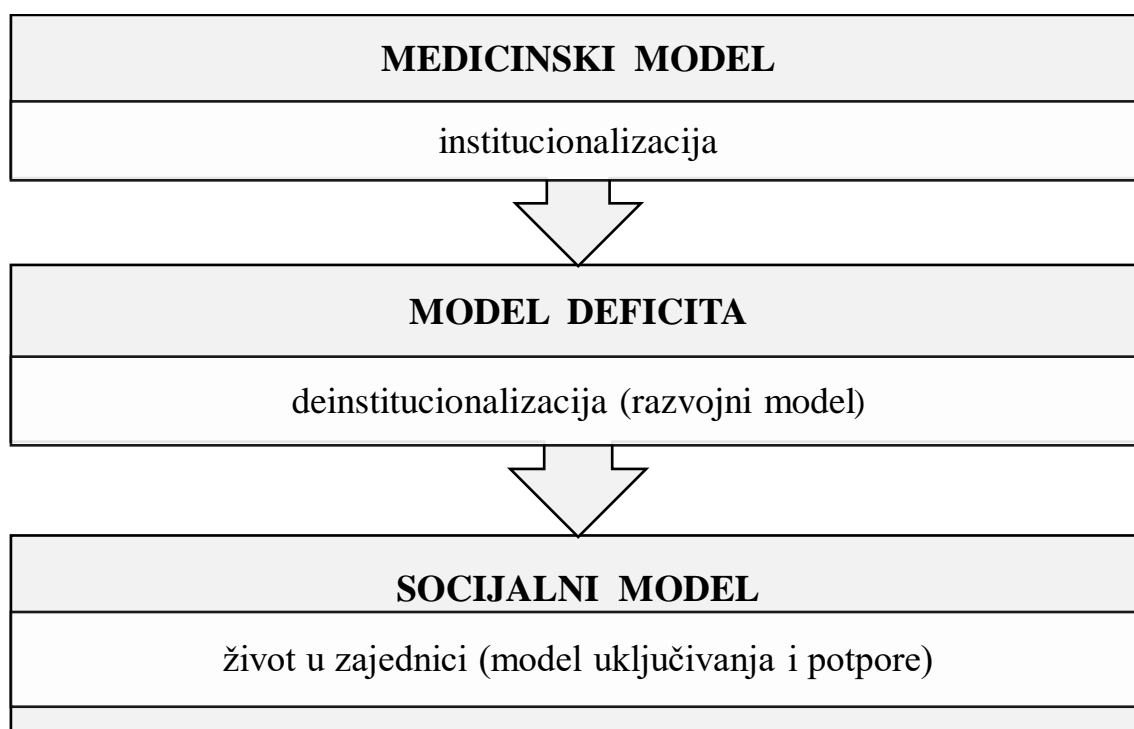 MEDICINSKI MODEL
institucionalizacija
MODEL DEFICITA
deinstitucionalizacija (razvojni model)
SOCIJALNI MODEL
život u zajednici (model uključivanja i potpore)